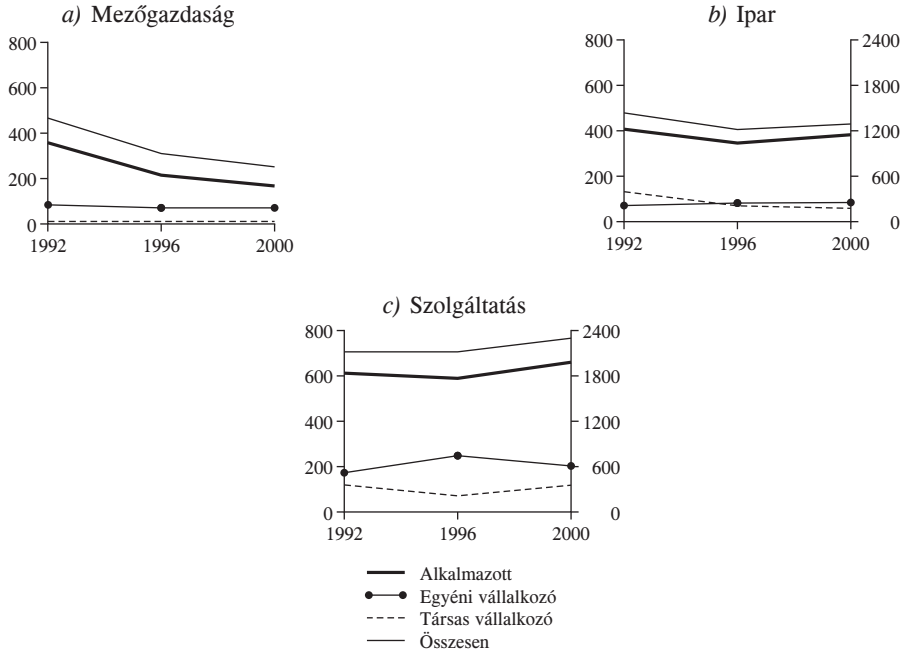 a) Mezőgazdaság
800
600
400
200
0
1992 1996 2000
b) Ipar
800 2400
600 1800
400 1200
200 600
0 0
1992 1996 2000
c) Szolgáltatás
800 2400
600 1800
400 1200
200 600
0 0
1992 1996 2000
Alkalmazott
Egyéni vállalkozó
Társas vállalkozó
Összesen